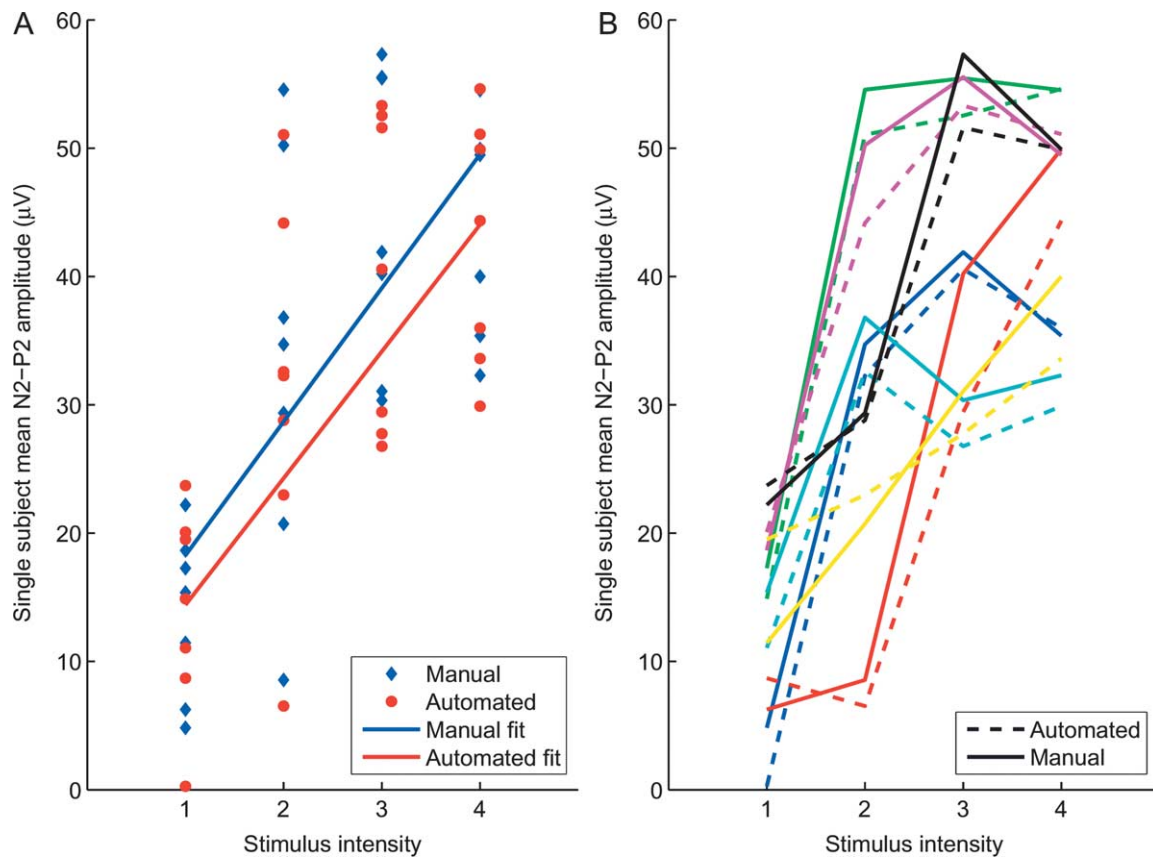 A
Single subject mean N2–P2 amplitude (µV)
60
50
40
30
20
10
0
1 2 3 4
Stimulus intensity
Manual
Automated
Manual fit
Automated fit
B
Single subject mean N2–P2 amplitude (µV)
60
50
40
30
20
10
0
1 2 3 4
Stimulus intensity
Automated
Manual